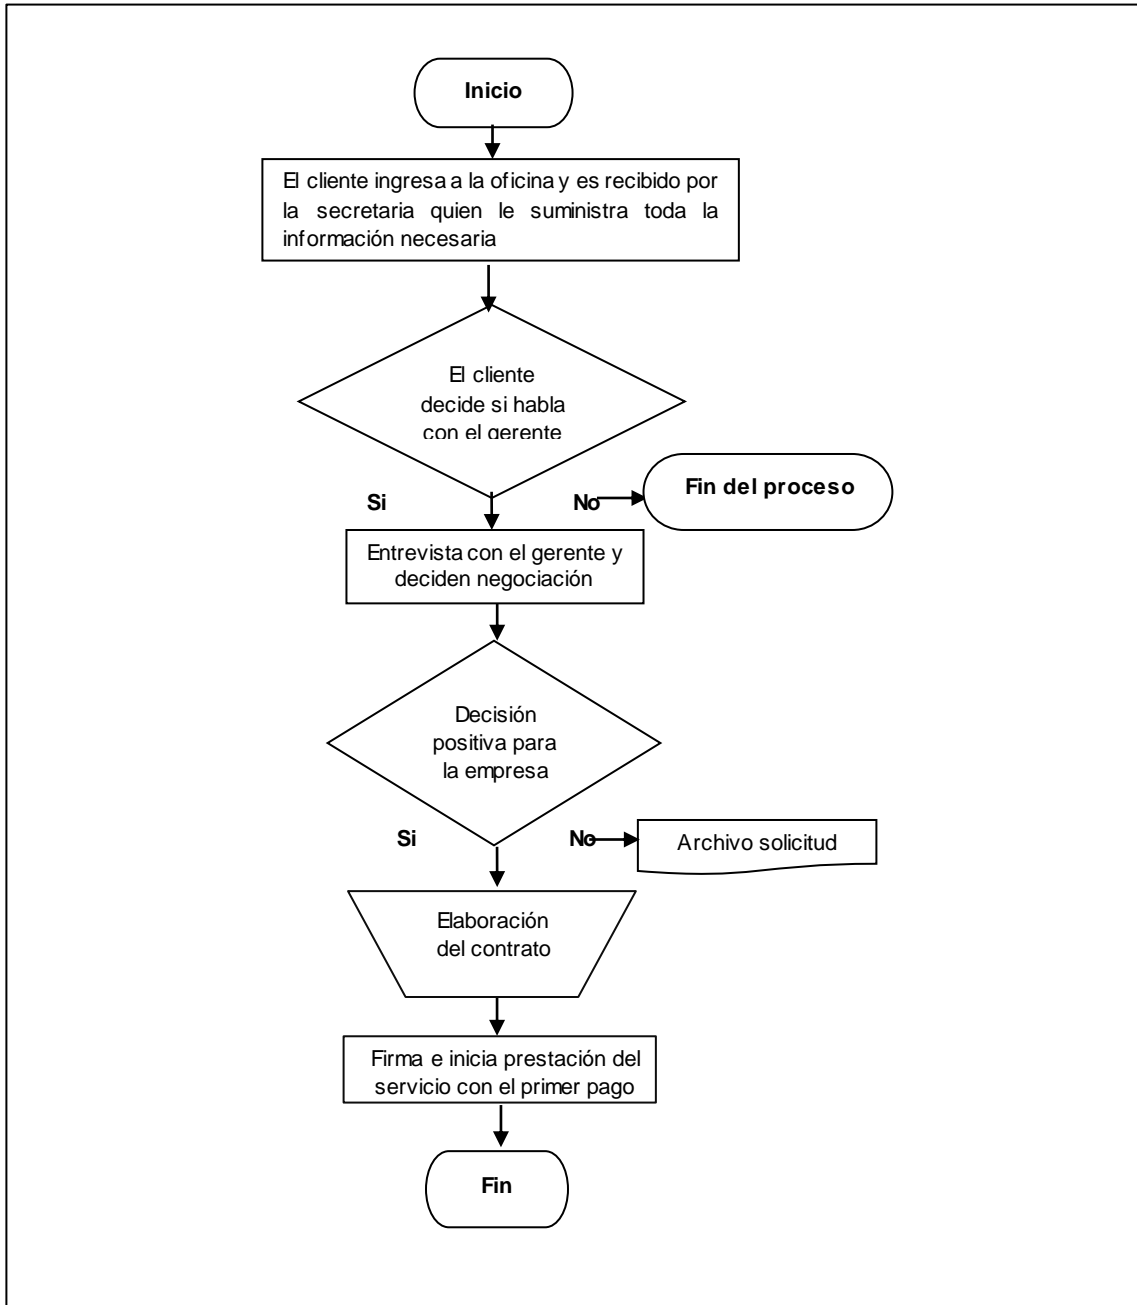 Inicio
El cliente ingresa a la oficina y es recibido por
la secretaria quien le suministra toda la
información necesaria
El cliente
decide si habla
con el gerente
Fin del proceso
Si
No
Entrevista con el gerente y
deciden negociación
Decisión
positiva para
la empresa
Si
No
Archivo solicitud
Elaboración
del contrato
Firma e inicia prestación del
servicio con el primer pago
Fin